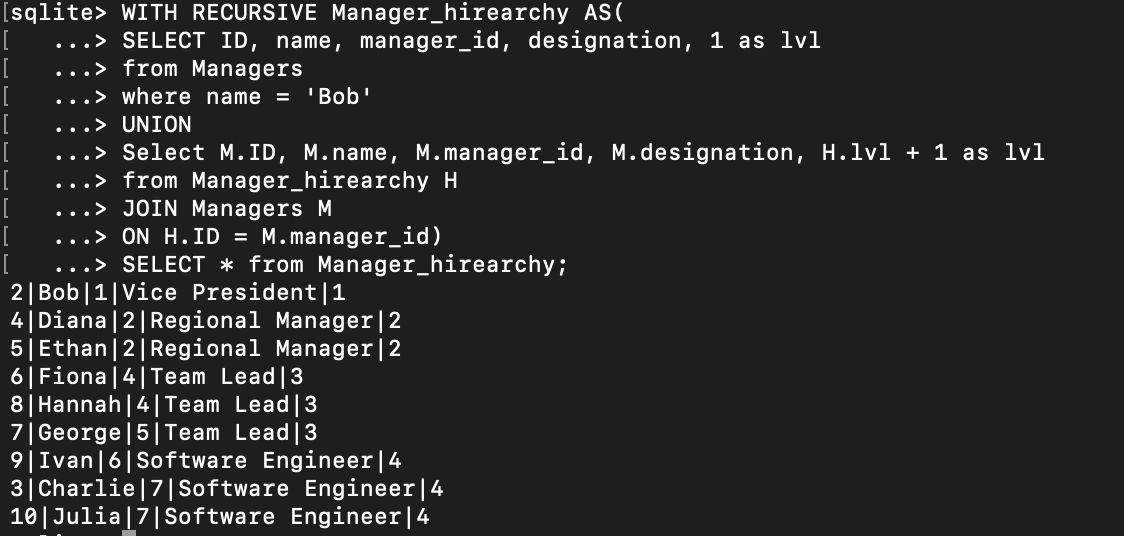 [sqlite> WITH RECURSIVE Manager_hirearchy AS(
[   ...> SELECT ID, name, manager_id, designation, 1 as lvl
[   ...> from Managers
[   ...> where name = 'Bob'
[   ...> UNION
[   ...> Select M.ID, M.name, M.manager_id, M.designation, H.lvl + 1 as lvl
[   ...> from Manager_hirearchy H
[   ...> JOIN Managers M
[   ...> ON H.ID = M.manager_id)
[   ...> SELECT * from Manager_hirearchy;
2|Bob|1|Vice President|1
4|Diana|2|Regional Manager|2
5|Ethan|2|Regional Manager|2
6|Fiona|4|Team Lead|3
8|Hannah|4|Team Lead|3
7|George|5|Team Lead|3
9|Ivan|6|Software Engineer|4
3|Charlie|7|Software Engineer|4
10|Julia|7|Software Engineer|4